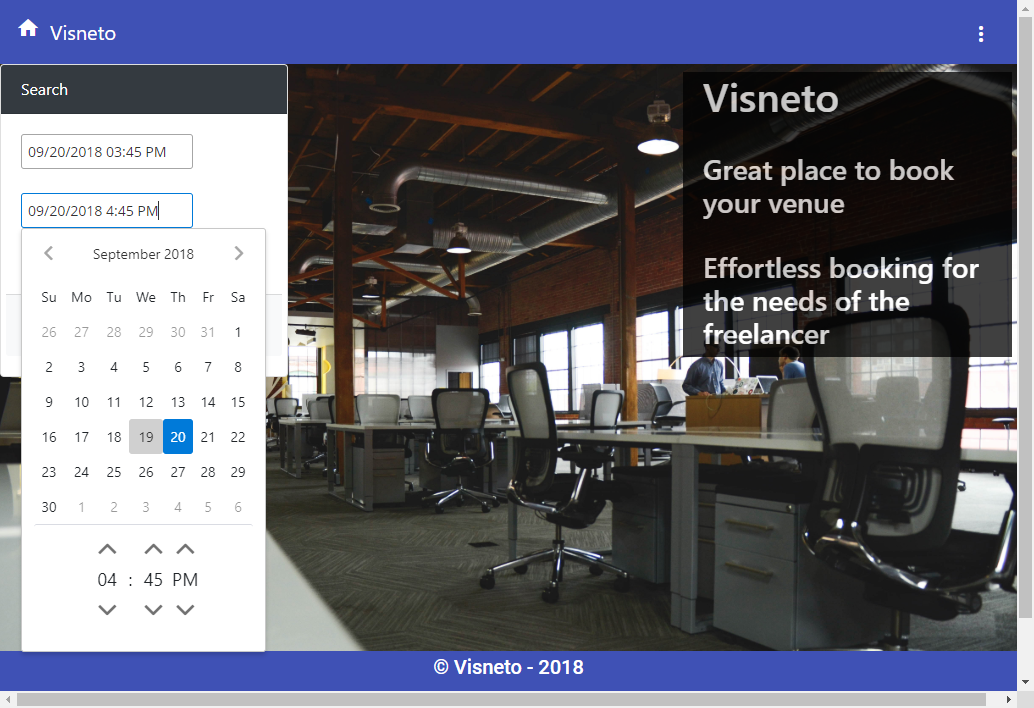 Visneto
Search
09/20/2018 03:45 PM
09/20/2018 4:45 PM
September 2018
Su Mo Tu We Th Fr Sa
26 27 28 29 30 31 1
2 3 4 5 6 7 8
9 10 11 12 13 14 15
16 17 18 19 20 21 22
23 24 25 26 27 28 29
30 1 2 3 4 5 6
04 : 45 PM
Visneto
Great place to book
your venue
Effortless booking for
the needs of the
freelancer
© Visneto - 2018